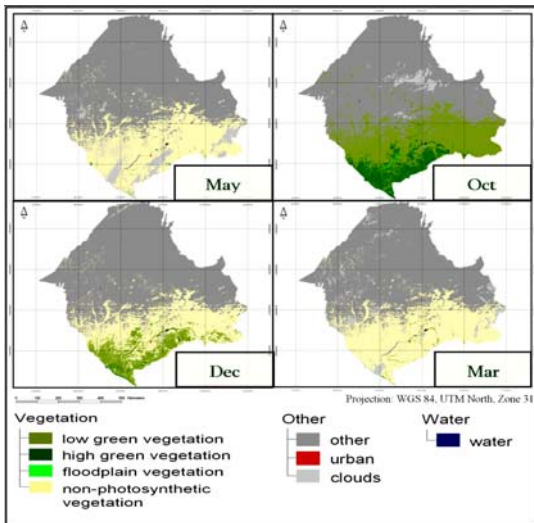 May
Oct
Dec
Mar
Projection: WGS 84, UTM North, Zone 31
Vegetation
low green vegetation
high green vegetation
floodplain vegetation
non-photosynthetic
vegetation
Other
other
urban
clouds
Water
water